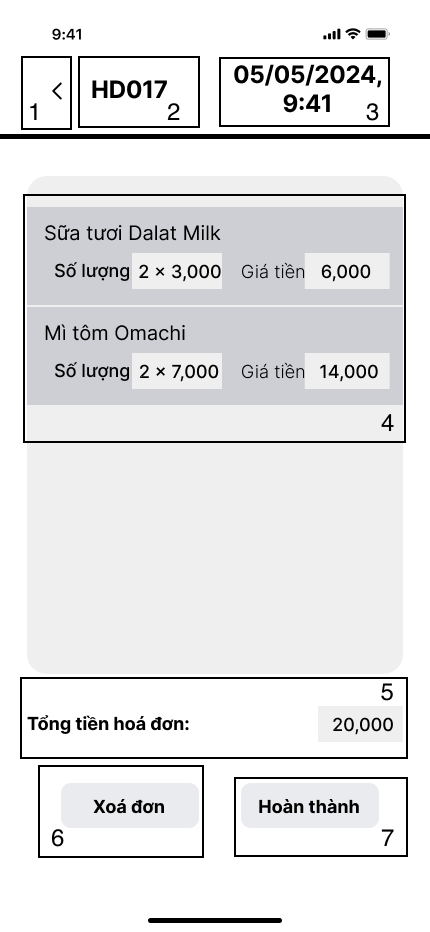 9:41
1
HD017
2
05/05/2024,
9:41
3
Sữa tươi Dalat Milk
Số lượng 2 × 3,000 Giá tiền 6,000
Mì tôm Omachi
Số lượng 2 × 7,000 Giá tiền 14,000
4
5
Tổng tiền hoá đơn: 20,000
Xoá đơn
6
Hoàn thành
7